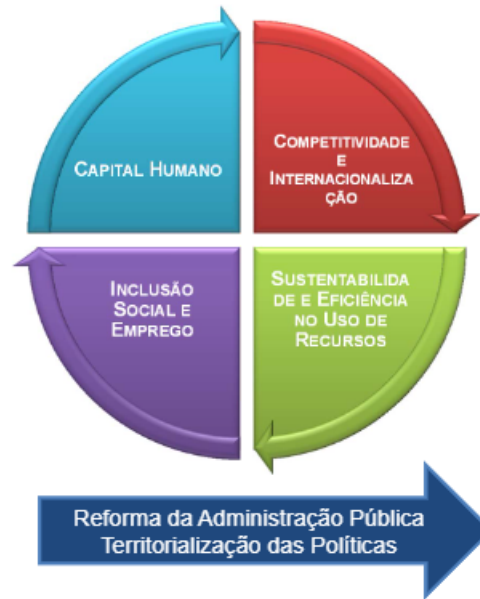 CAPITAL HUMANO
COMPETITIVIDADE
E
INTERNACIONALIZA
ÇÃO
INCLUSÃO
SOCIAL E
EMPREGO
SUSTENTABILIDA
DE E EFICIÊNCIA
NO USO DE
RECURSOS
Reforma da Administração Pública
Territorialização das Políticas